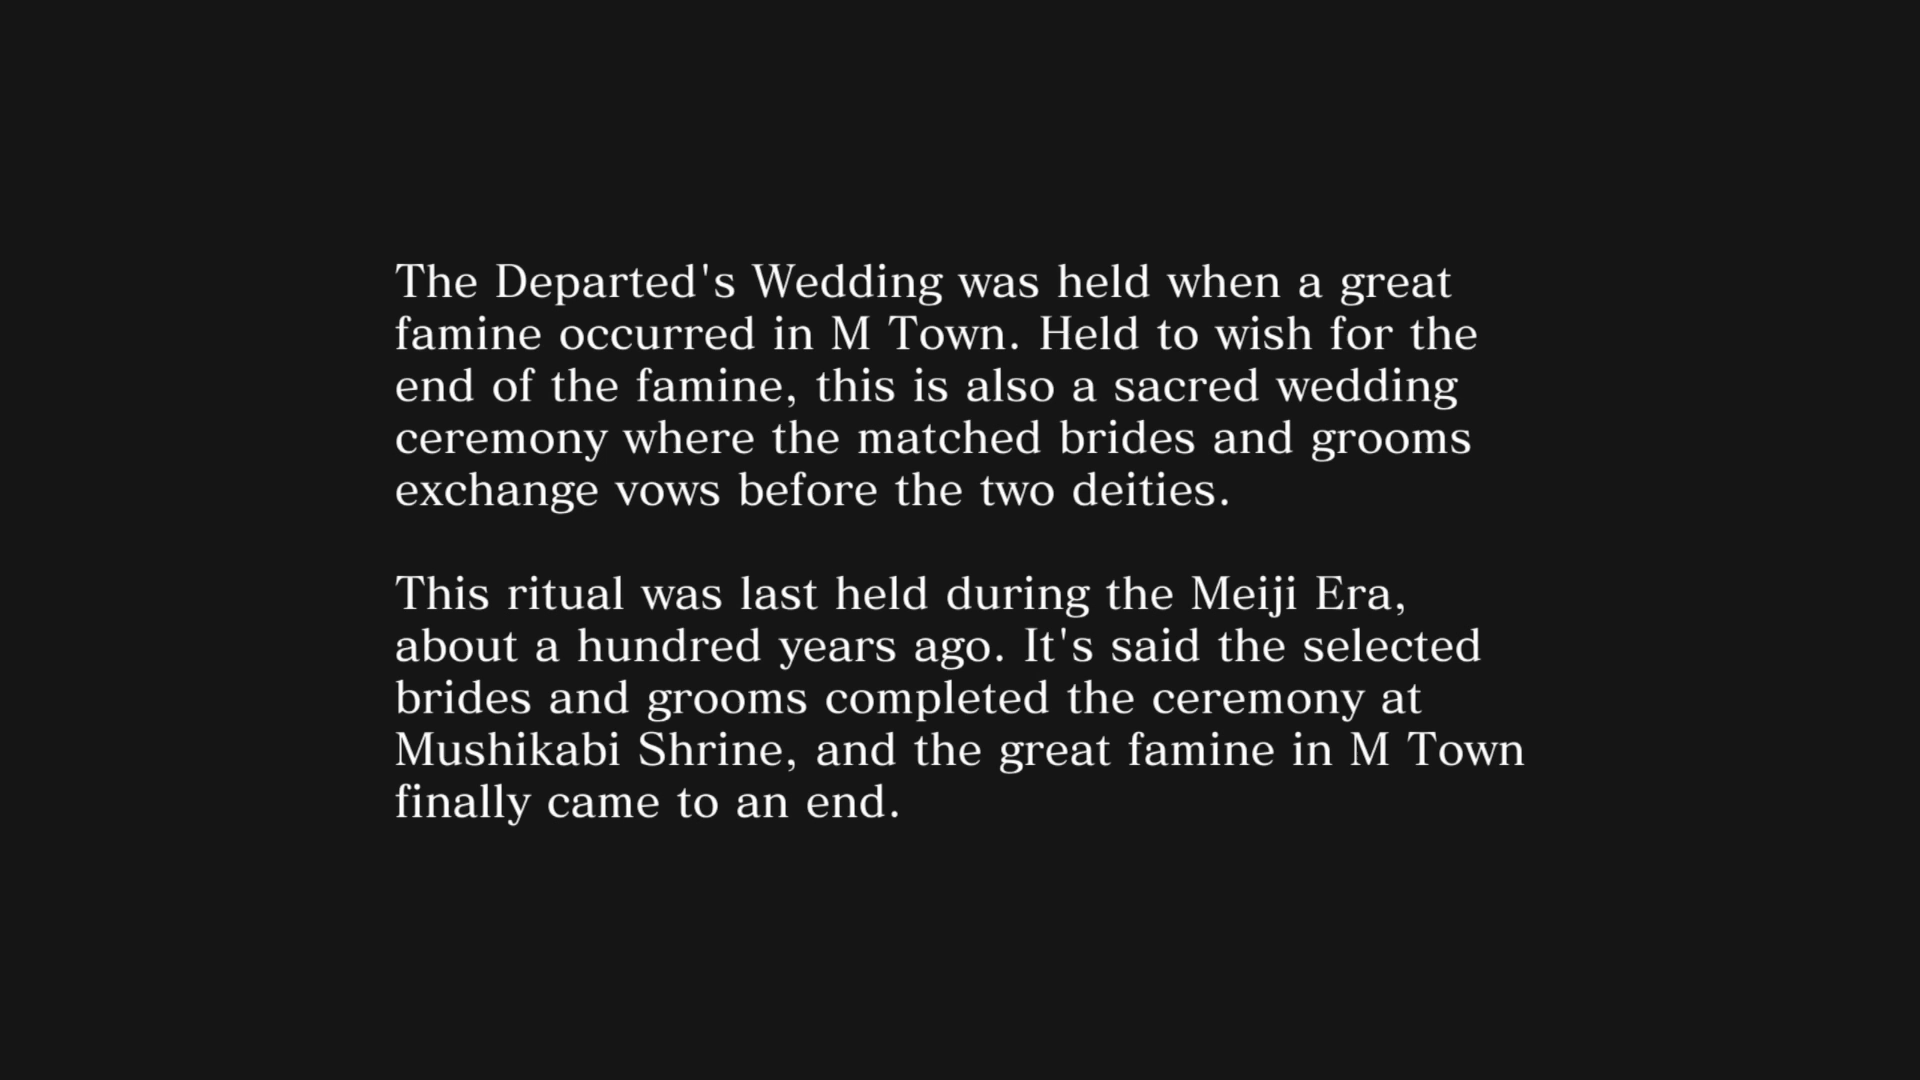 The Departed's Wedding was held when a great
famine occurred in M Town. Held to wish for the
end of the famine, this is also a sacred wedding
ceremony where the matched brides and grooms
exchange vows before the two deities.
This ritual was last held during the Meiji Era,
about a hundred years ago. It's said the selected
brides and grooms completed the ceremony at
Mushikabi Shrine, and the great famine in M Town
finally came to an end.